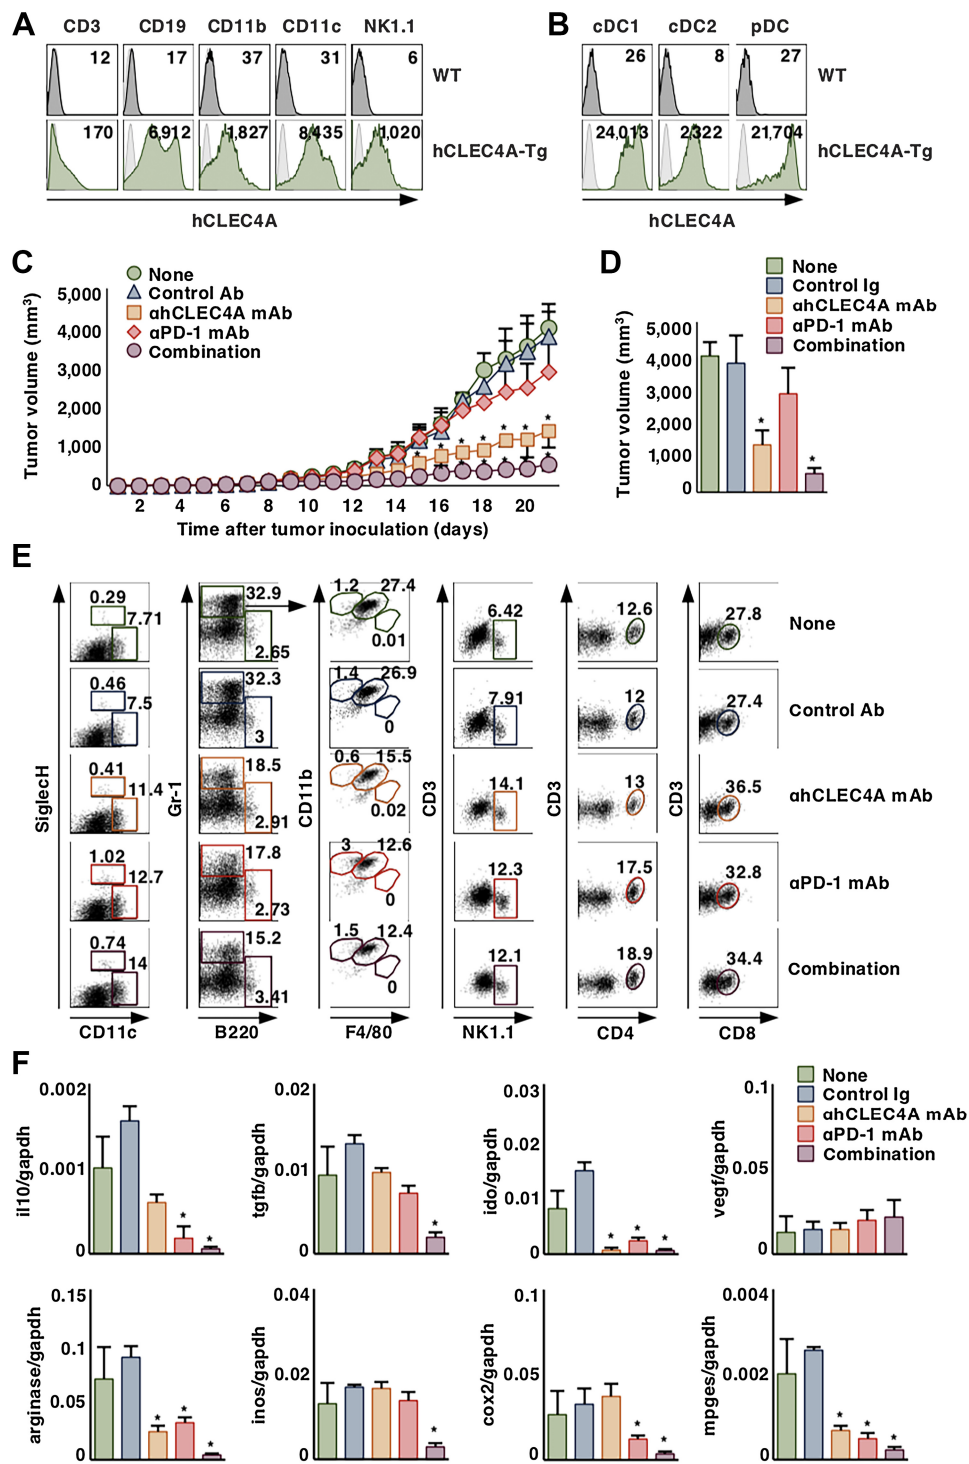 A
CD3 CD19 CD11b CD11c NK1.1
12 17 37 31 6
WT
170 6,912 1,827 8,435 1,020
hCLEC4A-Tg
hCLEC4A
B
cDC1 cDC2 pDC
26 8 27
WT
24,013 2322 21,704
hCLEC4A-Tg
hCLEC4A
C
None
Control Ab
αhCLEC4A mAb
αPD-1 mAb
Combination
Tumor volume (mm³)
5,000
4,000
3,000
2,000
1,000
0
* * * * * * *
* * * * * *
2 4 6 8 10 12 14 16 18 20
Time after tumor inoculation (days)
D
None
Control Ig
αhCLEC4A mAb
αPD-1 mAb
Combination
Tumor volume (mm³)
5,000
4,000
3,000
2,000
1,000
0
* *
E
0.29 7.71 32.9 2.65 1.2 27.4 0.01 6.42 12.6 27.8
None
0.46 7.5 32.3 3 1.4 26.9 0 7.91 12 27.4
Control Ab
0.41 11.4 18.5 2.91 0.6 15.5 0.02 14.1 13 36.5
αhCLEC4A mAb
1.02 12.7 17.8 2.73 3 12.6 0 12.3 17.5 32.8
αPD-1 mAb
0.74 14 15.2 3.41 1.5 12.4 0 12.1 18.9 34.4
Combination
SiglecH Gr-1 CD11b CD3 CD3 CD3
CD11c B220 F4/80 NK1.1 CD4 CD8
F
None
Control Ig
αhCLEC4A mAb
αPD-1 mAb
Combination
il10/gapdh
0.002
0.001
0
* *
tgfb/gapdh
0.02
0.01
0
*
ido/gapdh
0.03
0.02
0.01
0
* * *
vegf/gapdh
0.1
0.05
0
arginase/gapdh
0.15
0.1
0.05
0
* * *
inos/gapdh
0.04
0.02
0
*
cox2/gapdh
0.1
0.05
0
* *
mpges/gapdh
0.004
0.002
0
* * *